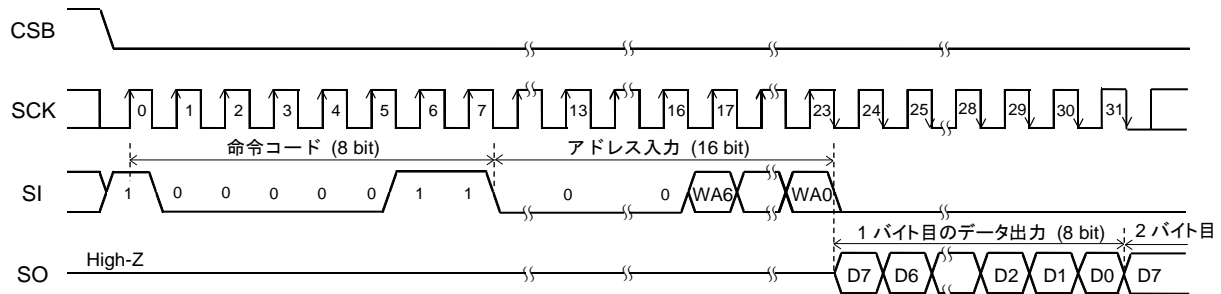 CSB
SCK 0 1 2 3 4 5 6 7 13 16 17 23 24 25 28 29 30 31
命令コード (8 bit) アドレス入力 (16 bit)
SI 1 0 0 0 0 0 1 1 0 0 WA6 WA0
1 バイト目のデータ出力 (8 bit) 2 バイト目
SO High-Z D7 D6 D2 D1 D0 D7